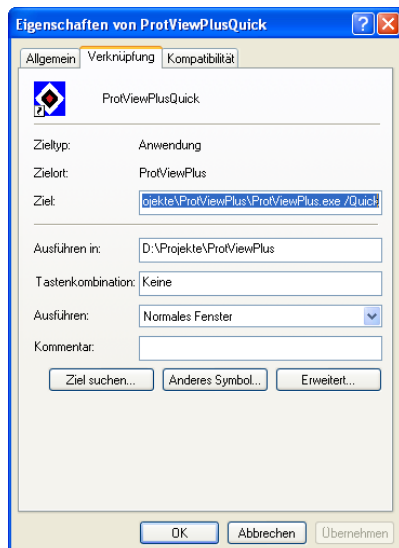 Eigenschaften von ProtViewPlusQuick
Allgemein Verknüpfung Kompatibilität
ProtViewPlusQuick
Zieltyp: Anwendung
Zielort: ProtViewPlus
Ziel: ojekte\ProtViewPlus\ProtViewPlus.exe /Quick
Ausführen in: D:\Projekte\ProtViewPlus
Tastenkombination: Keine
Ausführen: Normales Fenster
Kommentar:
Ziel suchen... Anderes Symbol... Erweitert...
OK Abbrechen Übernehmen